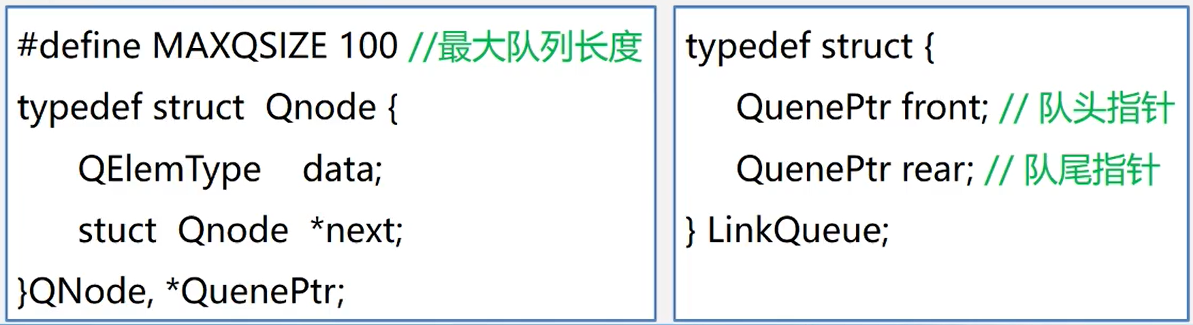 #define MAXQSIZE 100 //最大队列长度
typedef struct Qnode {
QElemType data;
stuct Qnode *next;
}QNode, *QuenePtr;
typedef struct {
QuenePtr front; // 队头指针
QuenePtr rear; // 队尾指针
} LinkQueue;